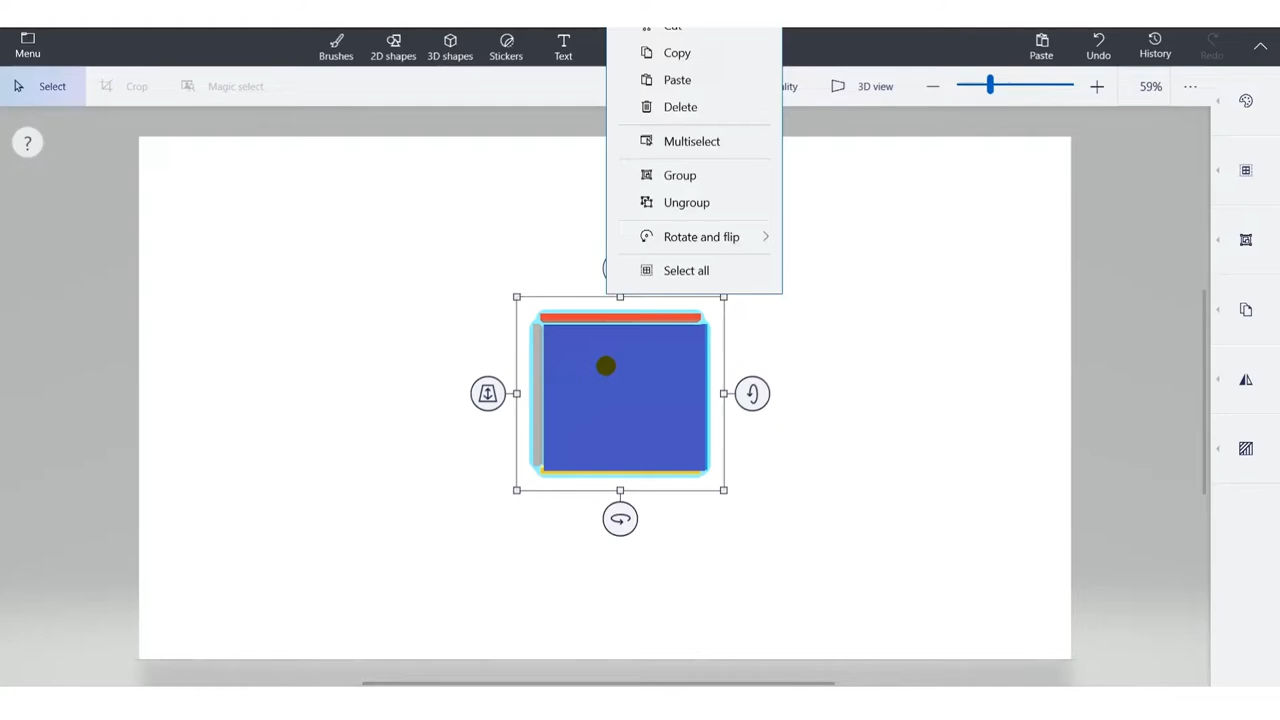 Menu
Brushes
2D shapes
3D shapes
Stickers
Text
Paste
Undo
History
Redo
Select
Crop
Magic select
3D view
59%
?
Copy
Paste
Delete
Multiselect
Group
Ungroup
Rotate and flip
Select all